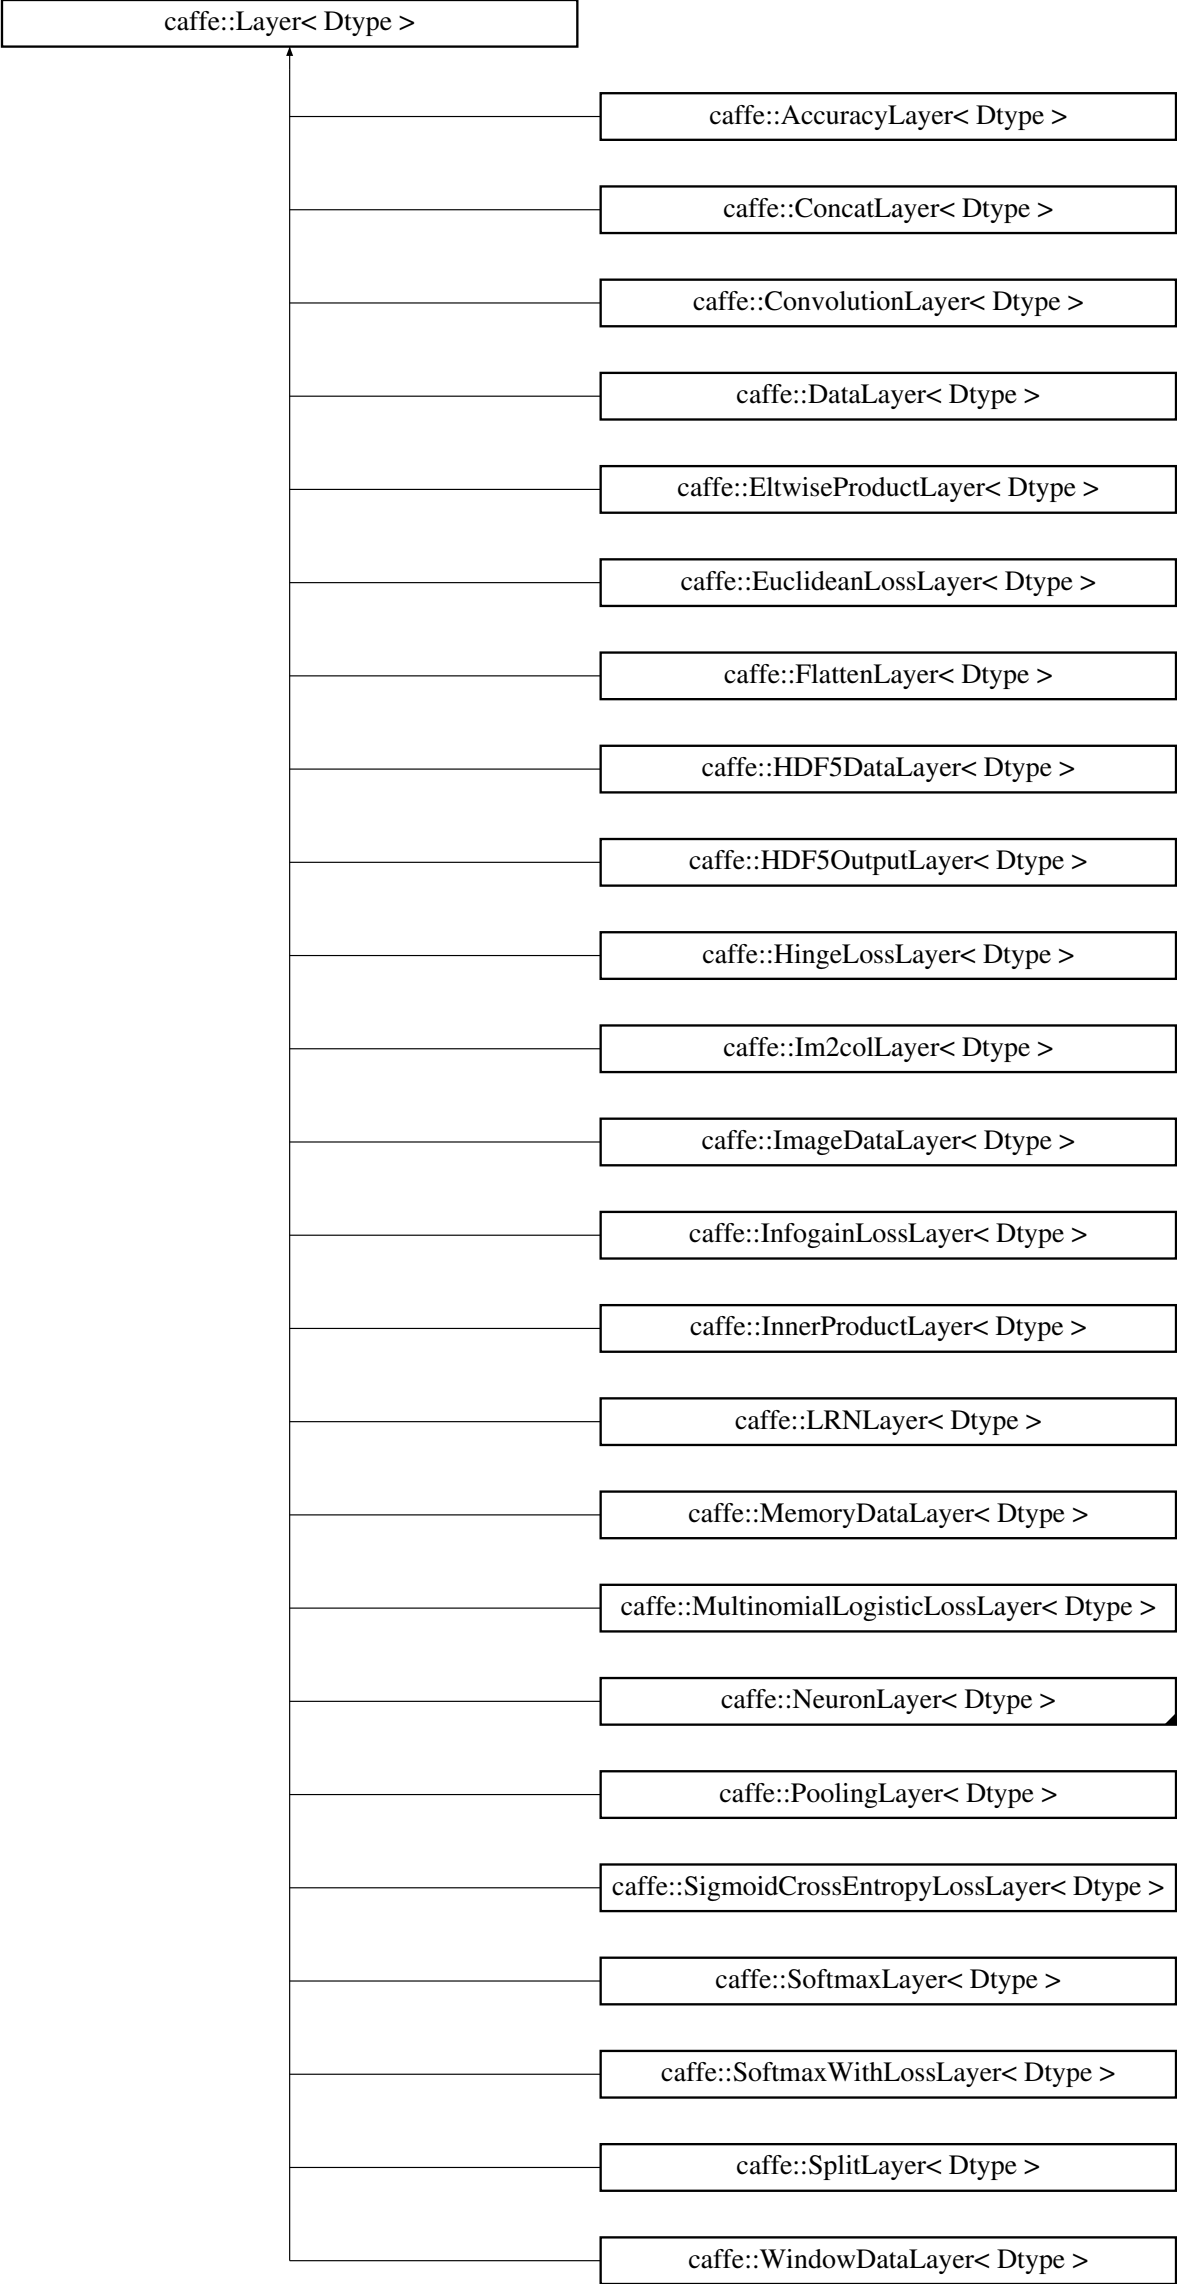 caffe::Layer< Dtype >
caffe::AccuracyLayer< Dtype >
caffe::ConcatLayer< Dtype >
caffe::ConvolutionLayer< Dtype >
caffe::DataLayer< Dtype >
caffe::EltwiseProductLayer< Dtype >
caffe::EuclideanLossLayer< Dtype >
caffe::FlattenLayer< Dtype >
caffe::HDF5DataLayer< Dtype >
caffe::HDF5OutputLayer< Dtype >
caffe::HingeLossLayer< Dtype >
caffe::Im2colLayer< Dtype >
caffe::ImageDataLayer< Dtype >
caffe::InfogainLossLayer< Dtype >
caffe::InnerProductLayer< Dtype >
caffe::LRNLayer< Dtype >
caffe::MemoryDataLayer< Dtype >
caffe::MultinomialLogisticLossLayer< Dtype >
caffe::NeuronLayer< Dtype >
caffe::PoolingLayer< Dtype >
caffe::SigmoidCrossEntropyLossLayer< Dtype >
caffe::SoftmaxLayer< Dtype >
caffe::SoftmaxWithLossLayer< Dtype >
caffe::SplitLayer< Dtype >
caffe::WindowDataLayer< Dtype >